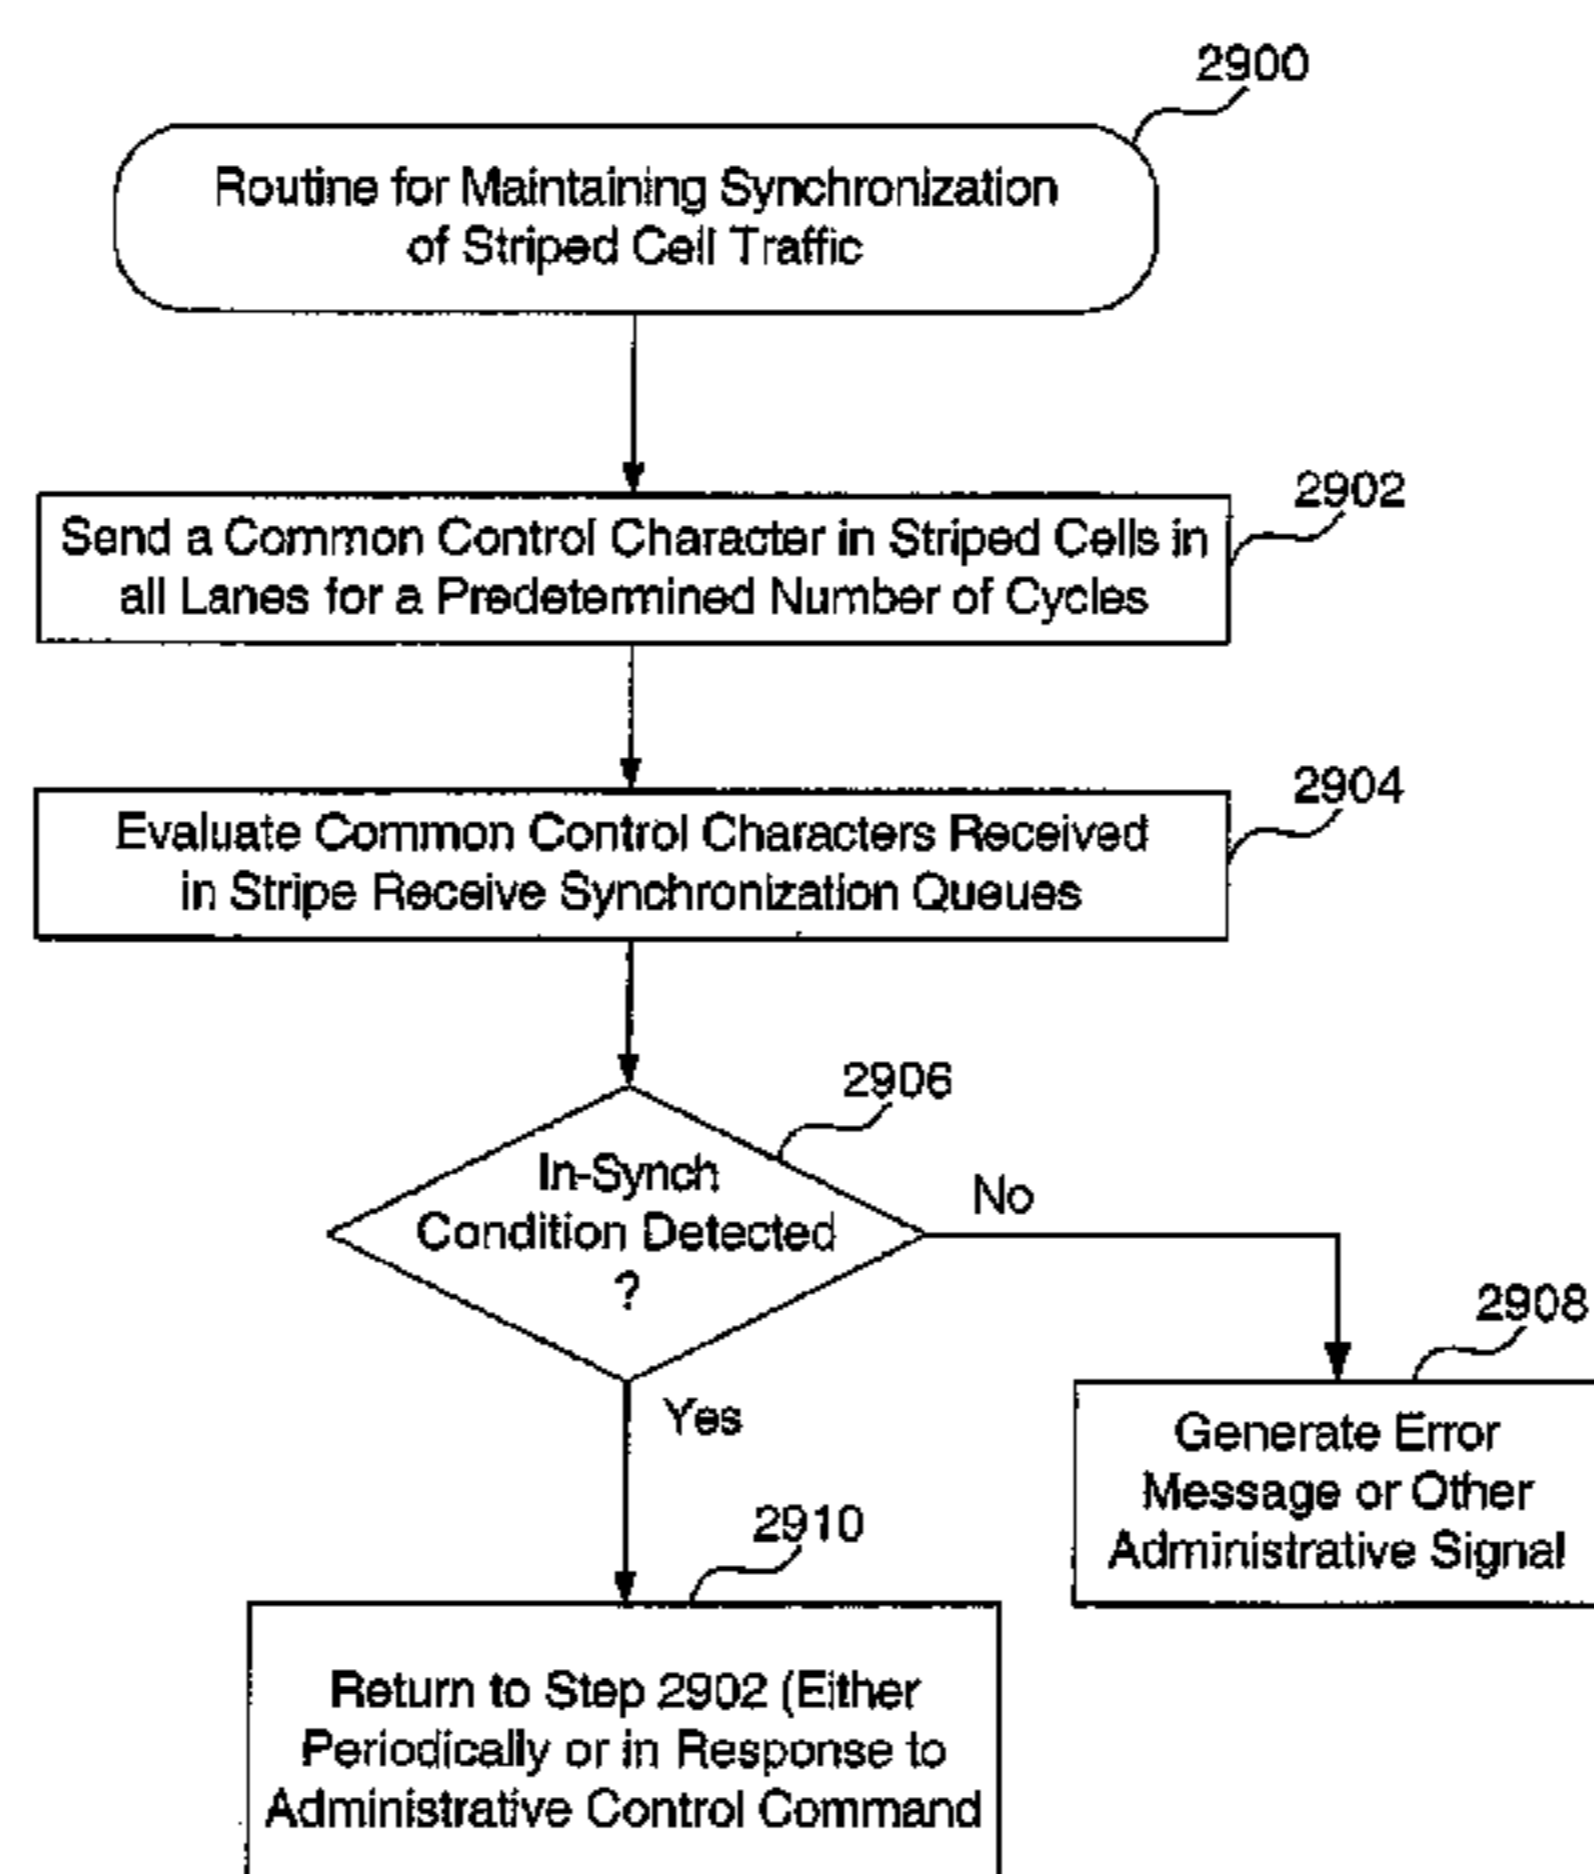 2900
Routine for Maintaining Synchronization
of Striped Cell Traffic
2902
Send a Common Control Character in Striped Cells in
all Lanes for a Predetermined Number of Cycles
2904
Evaluate Common Control Characters Received
in Stripe Receive Synchronization Queues
2906
In-Synch
Condition Detected
?
No
Yes
2908
Generate Error
Message or Other
Administrative Signal
2910
Return to Step 2902 (Either
Periodically or in Response to
Administrative Control Command